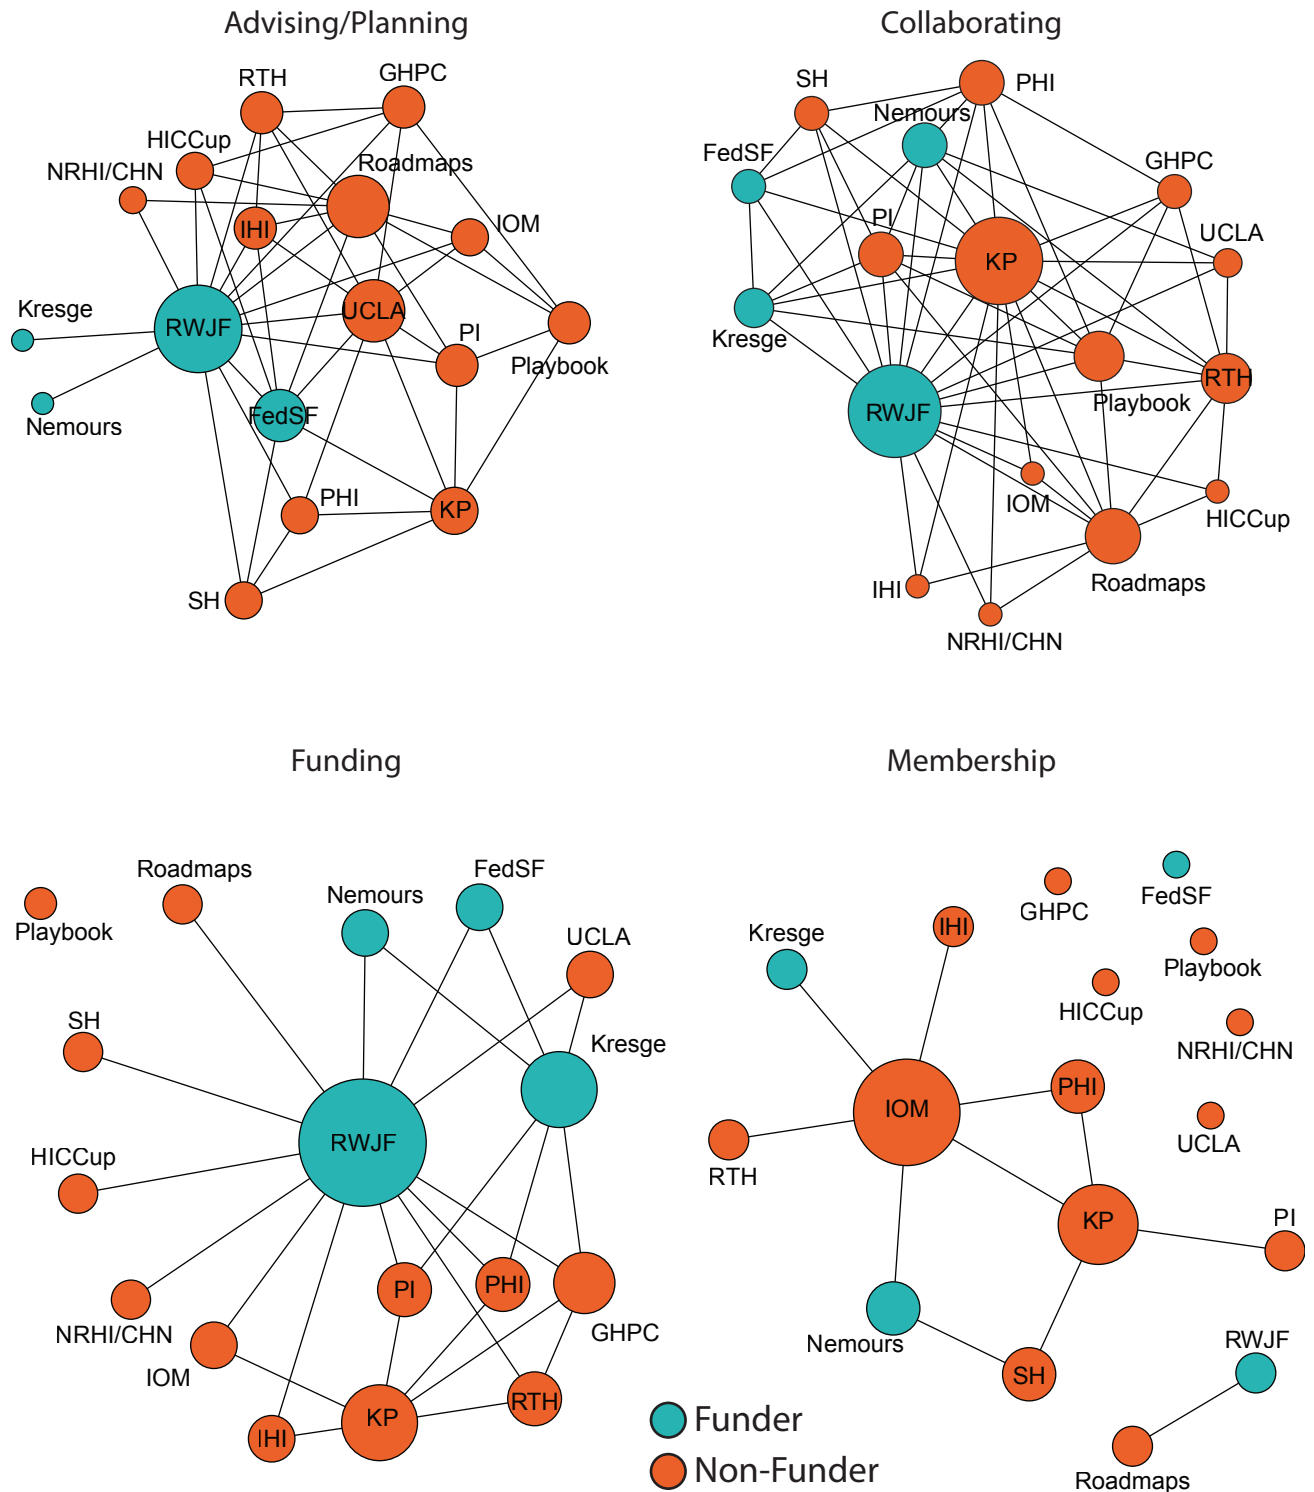 Advising/Planning
RTH
GHPC
HICCup
NRHI/CHN
Roadmaps
IHI
IOM
Kresge
RWJF
UCLA
PI
Playbook
Nemours
FedSF
PHI
KP
SH
Collaborating
SH
PHI
Nemours
FedSF
GHPC
PI
UCLA
KP
Kresge
RTH
Playbook
RWJF
IOM
HICCup
IHI
Roadmaps
NRHI/CHN
Funding
Roadmaps
FedSF
Nemours
Playbook
UCLA
SH
Kresge
RWJF
HICCup
PI
PHI
NRHI/CHN
GHPC
IOM
RTH
KP
IHI
Membership
GHPC
FedSF
IHI
Kresge
Playbook
HICCup
NRHI/CHN
PHI
IOM
UCLA
RTH
KP
PI
Nemours
RWJF
SH
Roadmaps
Funder
Non-Funder